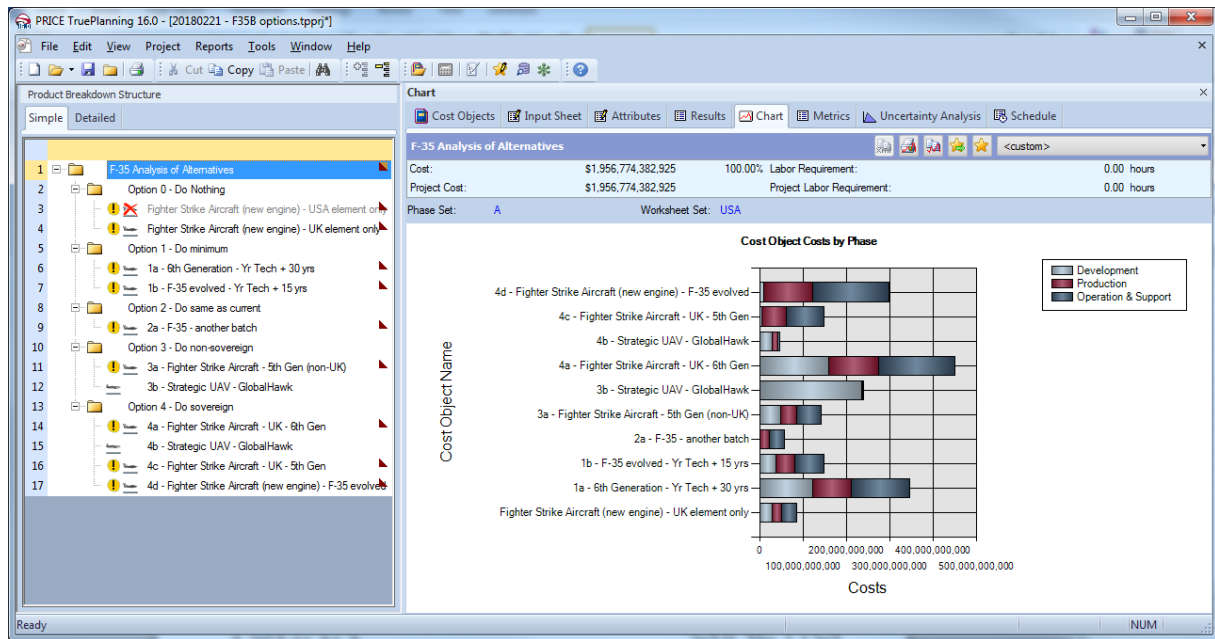 PRICE TruePlanning 16.0 - [20180221 - F35B options.tpprj*]
File Edit View Project Reports Tools Window Help
Cut Copy Paste
Product Breakdown Structure
Simple Detailed
1 F-35 Analysis of Alternatives
2 Option 0 - Do Nothing
3 Fighter Strike Aircraft (new engine) - USA element only
4 Fighter Strike Aircraft (new engine) - UK element only
5 Option 1 - Do minimum
6 1a - 6th Generation - Yr Tech + 30 yrs
7 1b - F-35 evolved - Yr Tech + 15 yrs
8 Option 2 - Do same as current
9 2a - F-35 - another batch
10 Option 3 - Do non-sovereign
11 3a - Fighter Strike Aircraft - 5th Gen (non-UK)
12 3b - Strategic UAV - GlobalHawk
13 Option 4 - Do sovereign
14 4a - Fighter Strike Aircraft - UK - 6th Gen
15 4b - Strategic UAV - GlobalHawk
16 4c - Fighter Strike Aircraft - UK - 5th Gen
17 4d - Fighter Strike Aircraft (new engine) - F-35 evolved
Chart
Cost Objects Input Sheet Attributes Results Chart Metrics Uncertainty Analysis Schedule
F-35 Analysis of Alternatives <custom>
Cost: $1,956,774,382,925 100.00% Labor Requirement: 0.00 hours
Project Cost: $1,956,774,382,925 Project Labor Requirement: 0.00 hours
Phase Set: A Worksheet Set: USA
Cost Object Costs by Phase
Development
Production
Operation & Support
Cost Object Name
4d - Fighter Strike Aircraft (new engine) - F-35 evolved
4c - Fighter Strike Aircraft - UK - 5th Gen
4b - Strategic UAV - GlobalHawk
4a - Fighter Strike Aircraft - UK - 6th Gen
3b - Strategic UAV - GlobalHawk
3a - Fighter Strike Aircraft - 5th Gen (non-UK)
2a - F-35 - another batch
1b - F-35 evolved - Yr Tech + 15 yrs
1a - 6th Generation - Yr Tech + 30 yrs
Fighter Strike Aircraft (new engine) - UK element only
0 200,000,000,000 400,000,000,000
100,000,000,000 300,000,000,000 500,000,000,000
Costs
Ready NUM